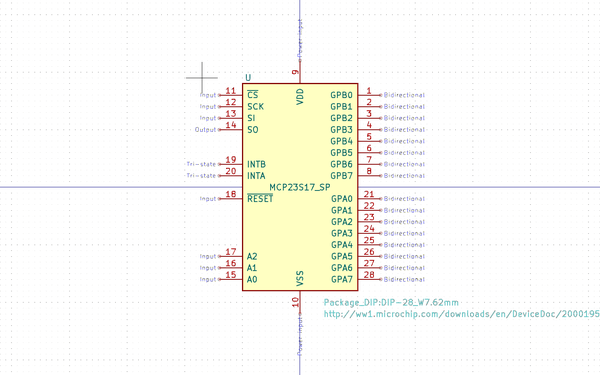 Power input
9
VDD
U
Input 11 CS GPB0 1 Bidirectional
Input 12 SCK GPB1 2 Bidirectional
Input 13 SI GPB2 3 Bidirectional
Output 14 SO GPB3 4 Bidirectional
GPB4 5 Bidirectional
GPB5 6 Bidirectional
Tri-state 19 INTB GPB6 7 Bidirectional
Tri-state 20 INTA GPB7 8 Bidirectional
MCP23S17_SP
Input 18 RESET GPA0 21 Bidirectional
GPA1 22 Bidirectional
GPA2 23 Bidirectional
GPA3 24 Bidirectional
GPA4 25 Bidirectional
Input 17 A2 GPA5 26 Bidirectional
Input 16 A1 GPA6 27 Bidirectional
Input 15 A0 GPA7 28 Bidirectional
VSS
10
Power input
Package_DIP:DIP-28_W7.62mm
http://ww1.microchip.com/downloads/en/DeviceDoc/2000195